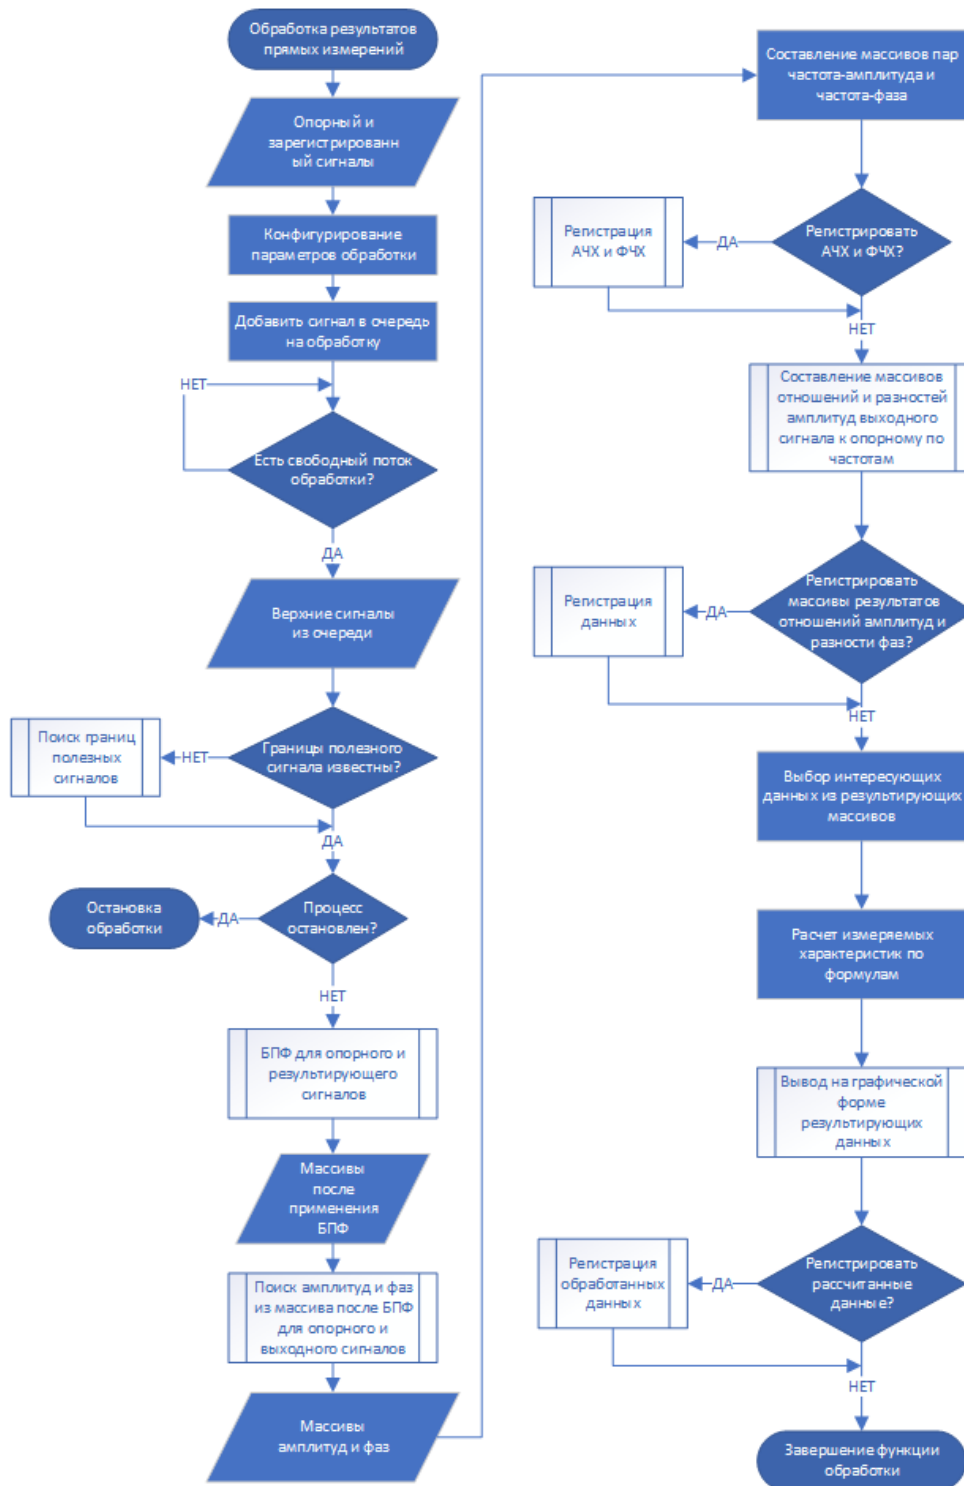 Обработка результатов
прямых измерений
Опорный и
зарегистрированн
ый сигналы
Конфигурирование
параметров обработки
Добавить сигнал в очередь
на обработку
НЕТ
Есть свободный поток
обработки?
ДА
Верхние сигналы
из очереди
Границы полезного
сигнала известны?
НЕТ
Поиск границ
полезных
сигналов
ДА
Процесс
остановлен?
ДА
Остановка
обработки
НЕТ
БПФ для опорного и
результирующего
сигналов
Массивы
после
применения
БПФ
Поиск амплитуд и фаз
из массива после БПФ
для опорного и
выходного сигналов
Массивы
амплитуд и фаз
Составление массивов пар
частота-амплитуда и
частота-фаза
Регистрировать
АЧХ и ФЧХ?
ДА
Регистрация
АЧХ и ФЧХ
НЕТ
Составление массивов
отношений и разностей
амплитуд выходного
сигнала к опорному по
частотам
Регистрировать
массивы результатов
отношений амплитуд и
разности фаз?
ДА
Регистрация
данных
НЕТ
Выбор интересующих
данных из результирующих
массивов
Расчет измеряемых
характеристик по
формулам
Вывод на графической
форме
результирующих
данных
Регистрировать
рассчитанные
данные?
ДА
Регистрация
обработанных
данных
НЕТ
Завершение функции
обработки